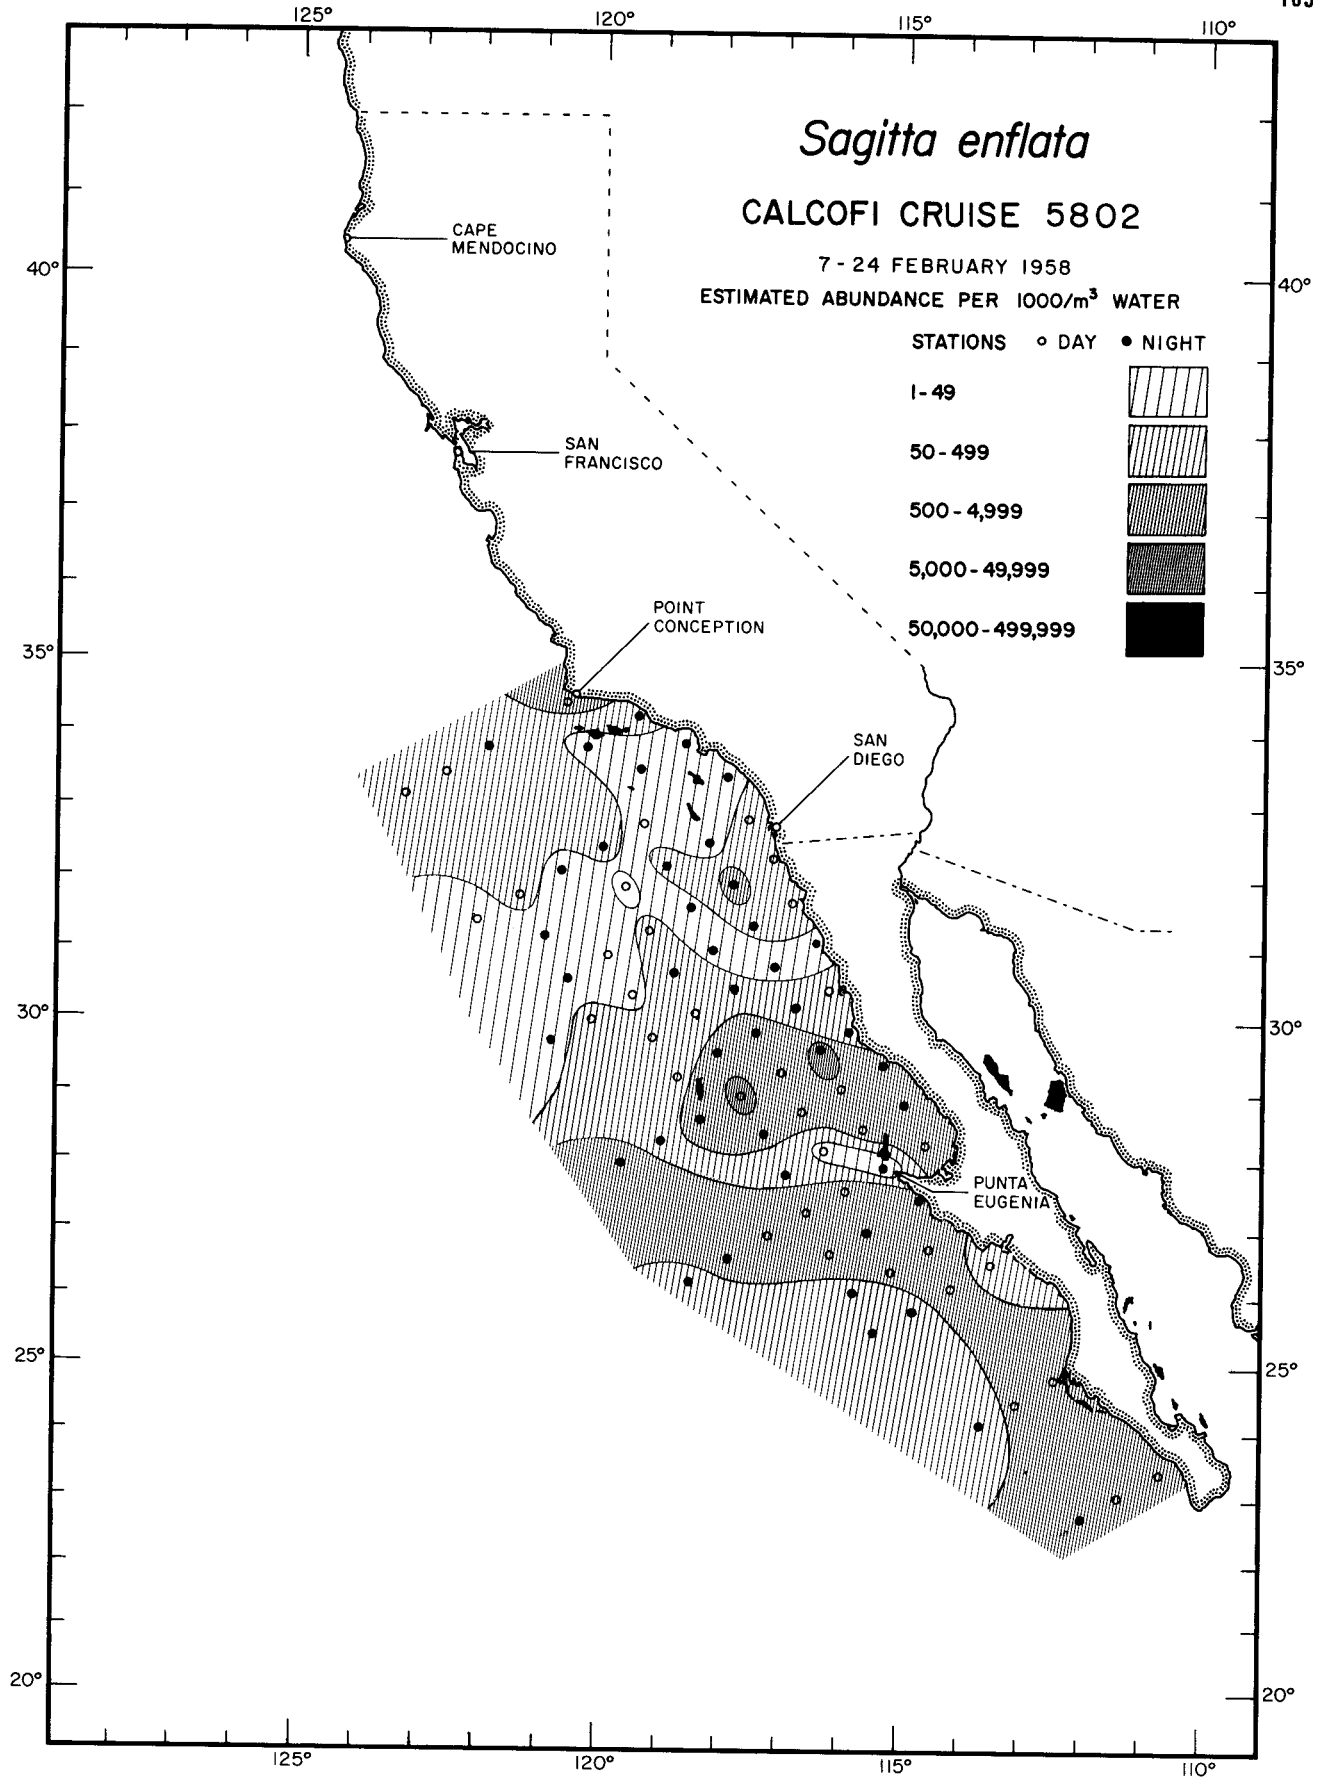 125° 120° 115° 110°
Sagitta enflata
CALCOFI CRUISE 5802
7-24 FEBRUARY 1958
ESTIMATED ABUNDANCE PER 1000/m³ WATER
STATIONS ○ DAY ● NIGHT
1-49
50-499
500-4,999
5,000-49,999
50,000-499,999
CAPE
MENDOCINO
40° 40°
SAN
FRANCISCO
POINT
CONCEPTION
35° 35°
SAN
DIEGO
30° 30°
PUNTA
EUGENIA
25° 25°
20° 20°
125° 120° 115° 110°